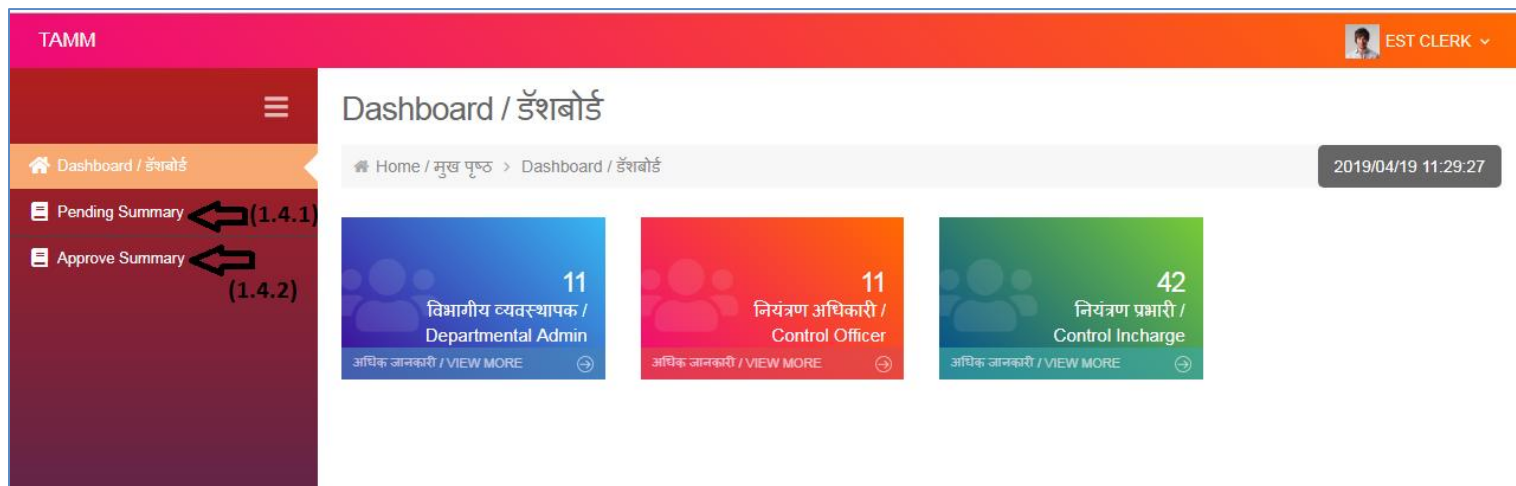 TAMM
EST CLERK
Dashboard / डॅशबोर्ड
Dashboard / डॅशबोर्ड
Home / मुख पृष्ठ > Dashboard / डॅशबोर्ड
2019/04/19 11:29:27
Pending Summary
(1.4.1)
Approve Summary
(1.4.2)
11
विभागीय व्यवस्थापक /
Departmental Admin
अधिक जानकारी / VIEW MORE
11
नियंत्रण अधिकारी /
Control Officer
अधिक जानकारी / VIEW MORE
42
नियंत्रण प्रभारी /
Control Incharge
अधिक जानकारी / VIEW MORE